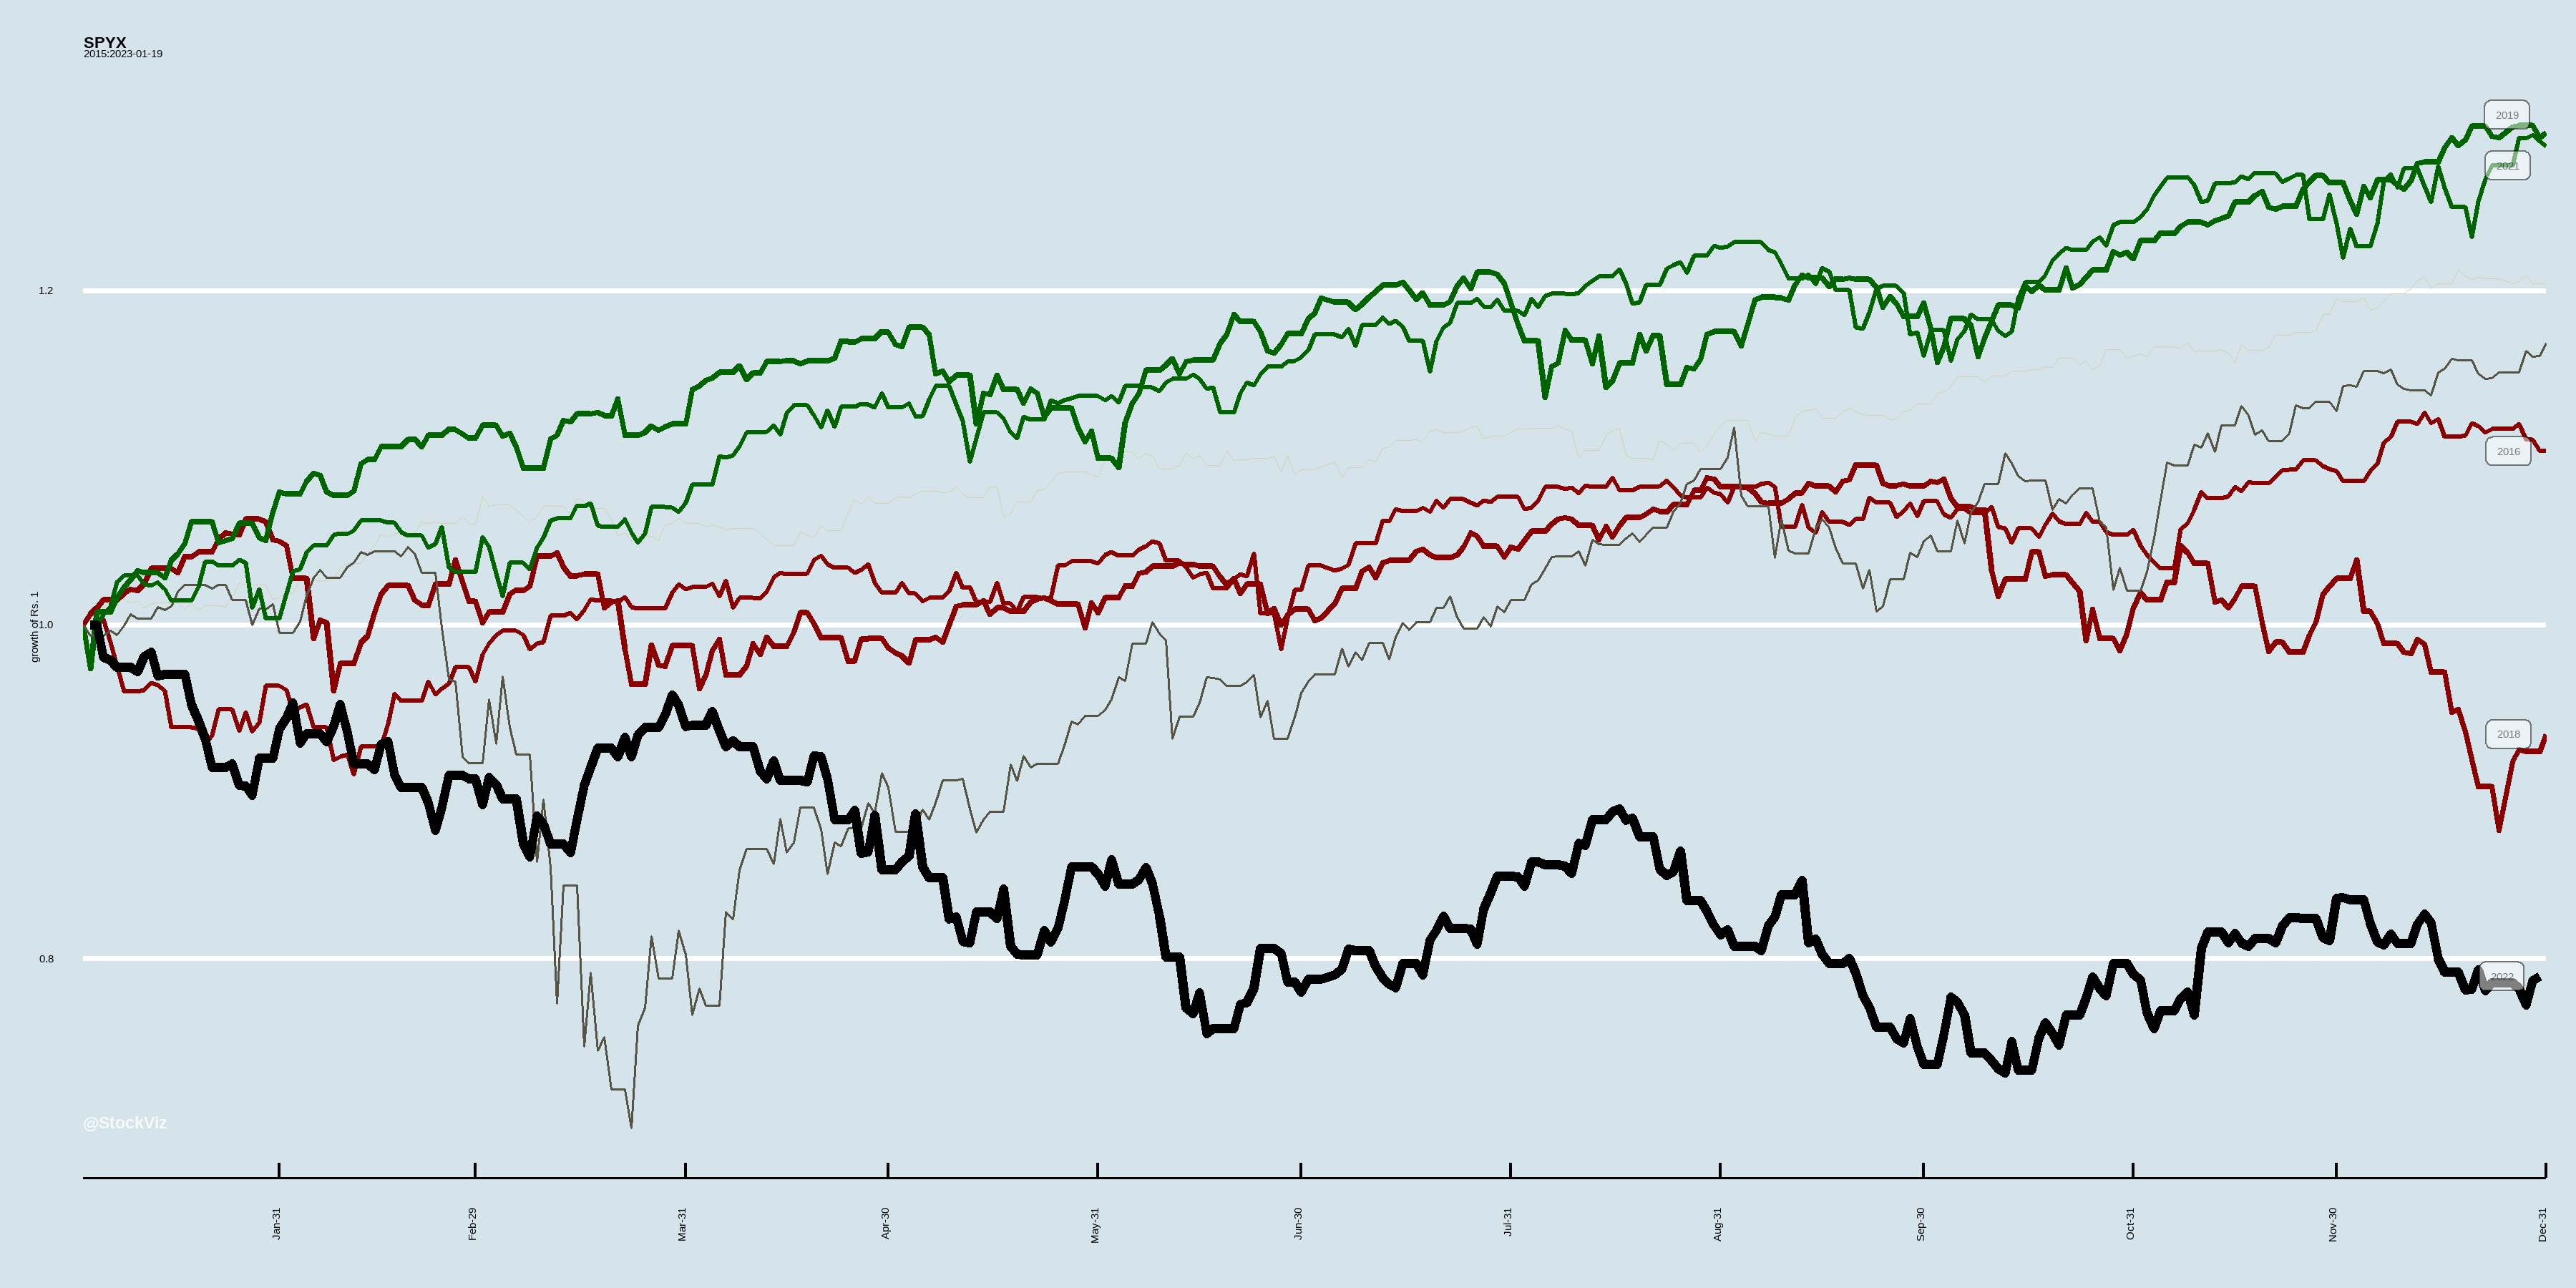 SPYX
2015:2023-01-19
2019
2021
1.2
2016
growth of Rs. 1
1.0
2018
0.8
2022
@StockViz
Jan-31
Feb-29
Mar-31
Apr-30
May-31
Jun-30
Jul-31
Aug-31
Sep-30
Oct-31
Nov-30
Dec-31